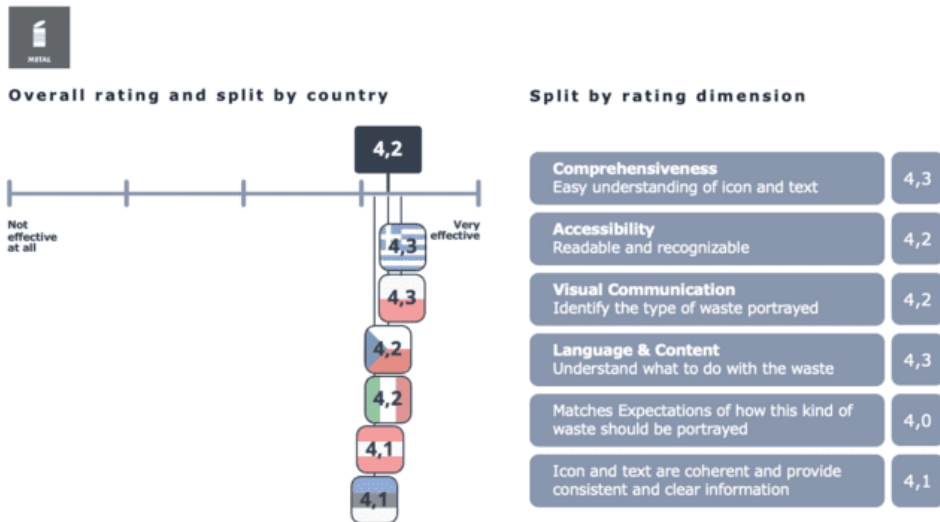 METAL
Overall rating and split by country
4,2
Not
effective
at all
Very
effective
4,3
4,3
4,2
4,2
4,1
4,1
Split by rating dimension
Comprehensiveness
Easy understanding of icon and text
4,3
Accessibility
Readable and recognizable
4,2
Visual Communication
Identify the type of waste portrayed
4,2
Language & Content
Understand what to do with the waste
4,3
Matches Expectations of how this kind of
waste should be portrayed
4,0
Icon and text are coherent and provide
consistent and clear information
4,1